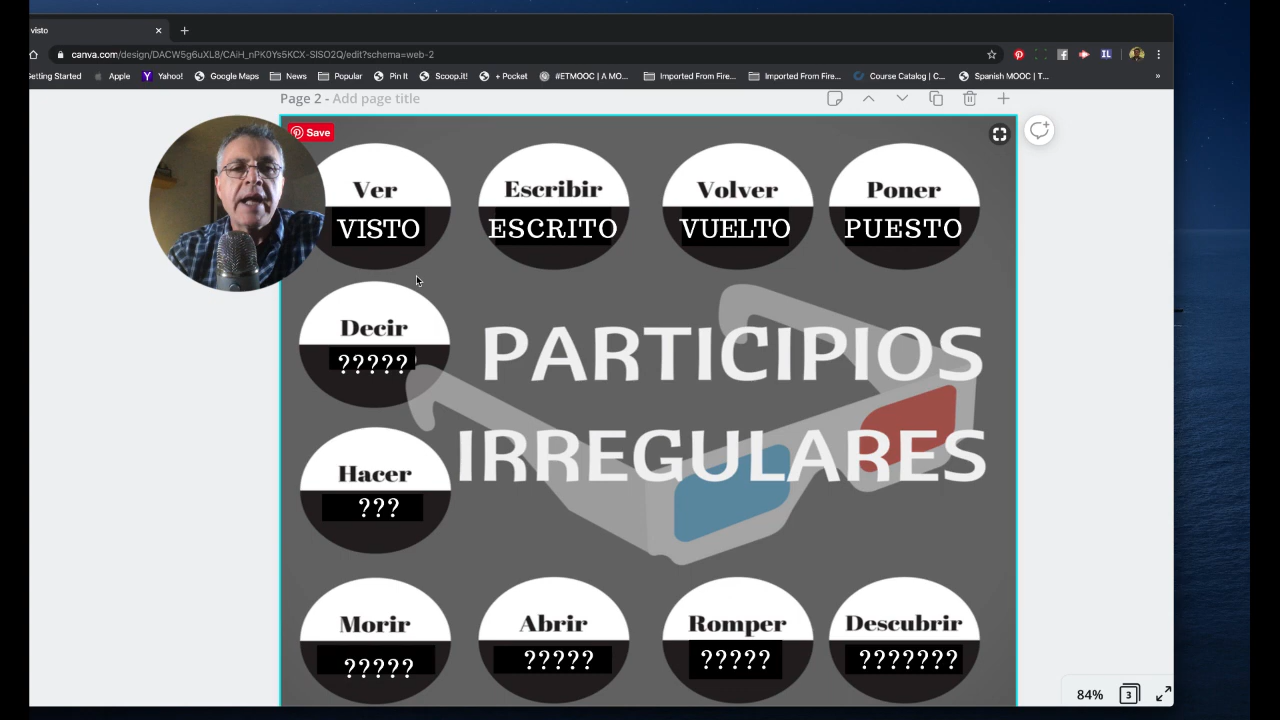 visto
canva.com/design/DACW5g6uXL8/CAiH_nPK0Ys5KCX-SISO2Q/edit?schema=web-2
Getting Started Apple Yahoo! Google Maps News Popular Pin It Scoop.it! + Pocket #ETMOOC | A MO... Imported From Fire... Imported From Fire... Course Catalog | C... Spanish MOOC | T... »
Page 2 - Add page title
Save
Ver Escribir Volver Poner
VISTO ESCRITO VUELTO PUESTO
Decir
?????
PARTICIPIOS
IRREGULARES
Hacer
???
Morir Abrir Romper Descubrir
????? ????? ????? ???????
84% 3